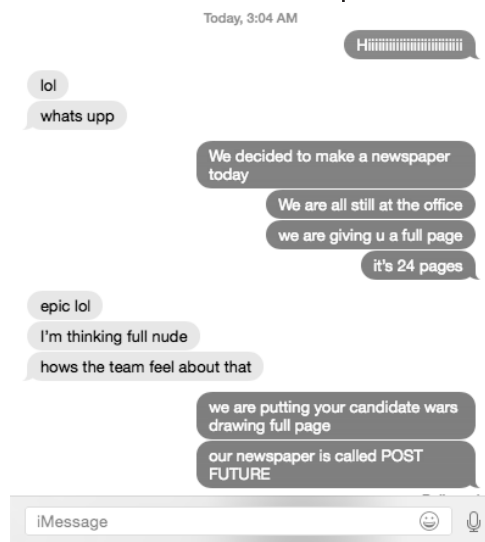 Today, 3:04 AM
Hiiiiiiiiiiiiiiiiiiiiiiiiiii
lol
whats upp
We decided to make a newspaper
today
We are all still at the office
we are giving u a full page
it's 24 pages
epic lol
I'm thinking full nude
hows the team feel about that
we are putting your candidate wars
drawing full page
our newspaper is called POST
FUTURE
iMessage